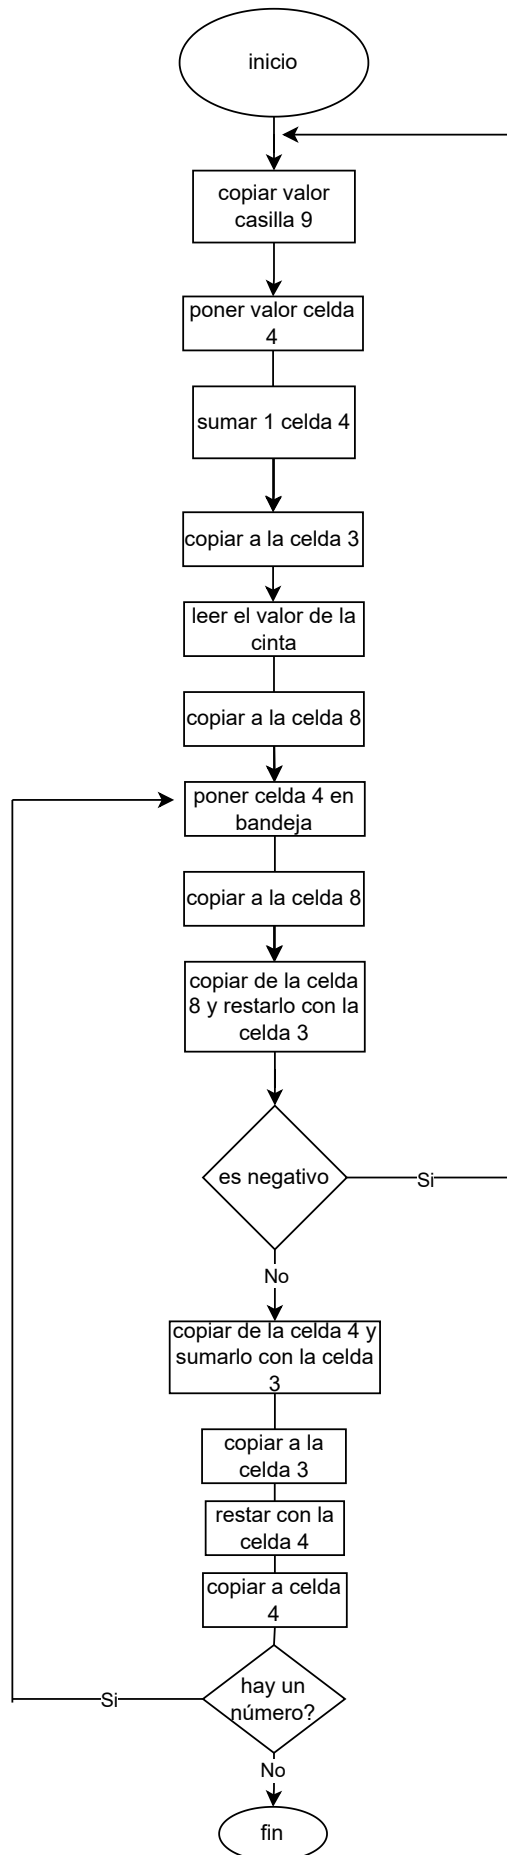 inicio
copiar valor
casilla 9
poner valor celda
4
sumar 1 celda 4
copiar a la celda 3
leer el valor de la
cinta
copiar a la celda 8
poner celda 4 en
bandeja
copiar a la celda 8
copiar de la celda
8 y restarlo con la
celda 3
es negativo
Si
No
copiar de la celda 4 y
sumarlo con la celda
3
copiar a la
celda 3
restar con la
celda 4
copiar a celda
4
hay un
número?
Si
No
fin